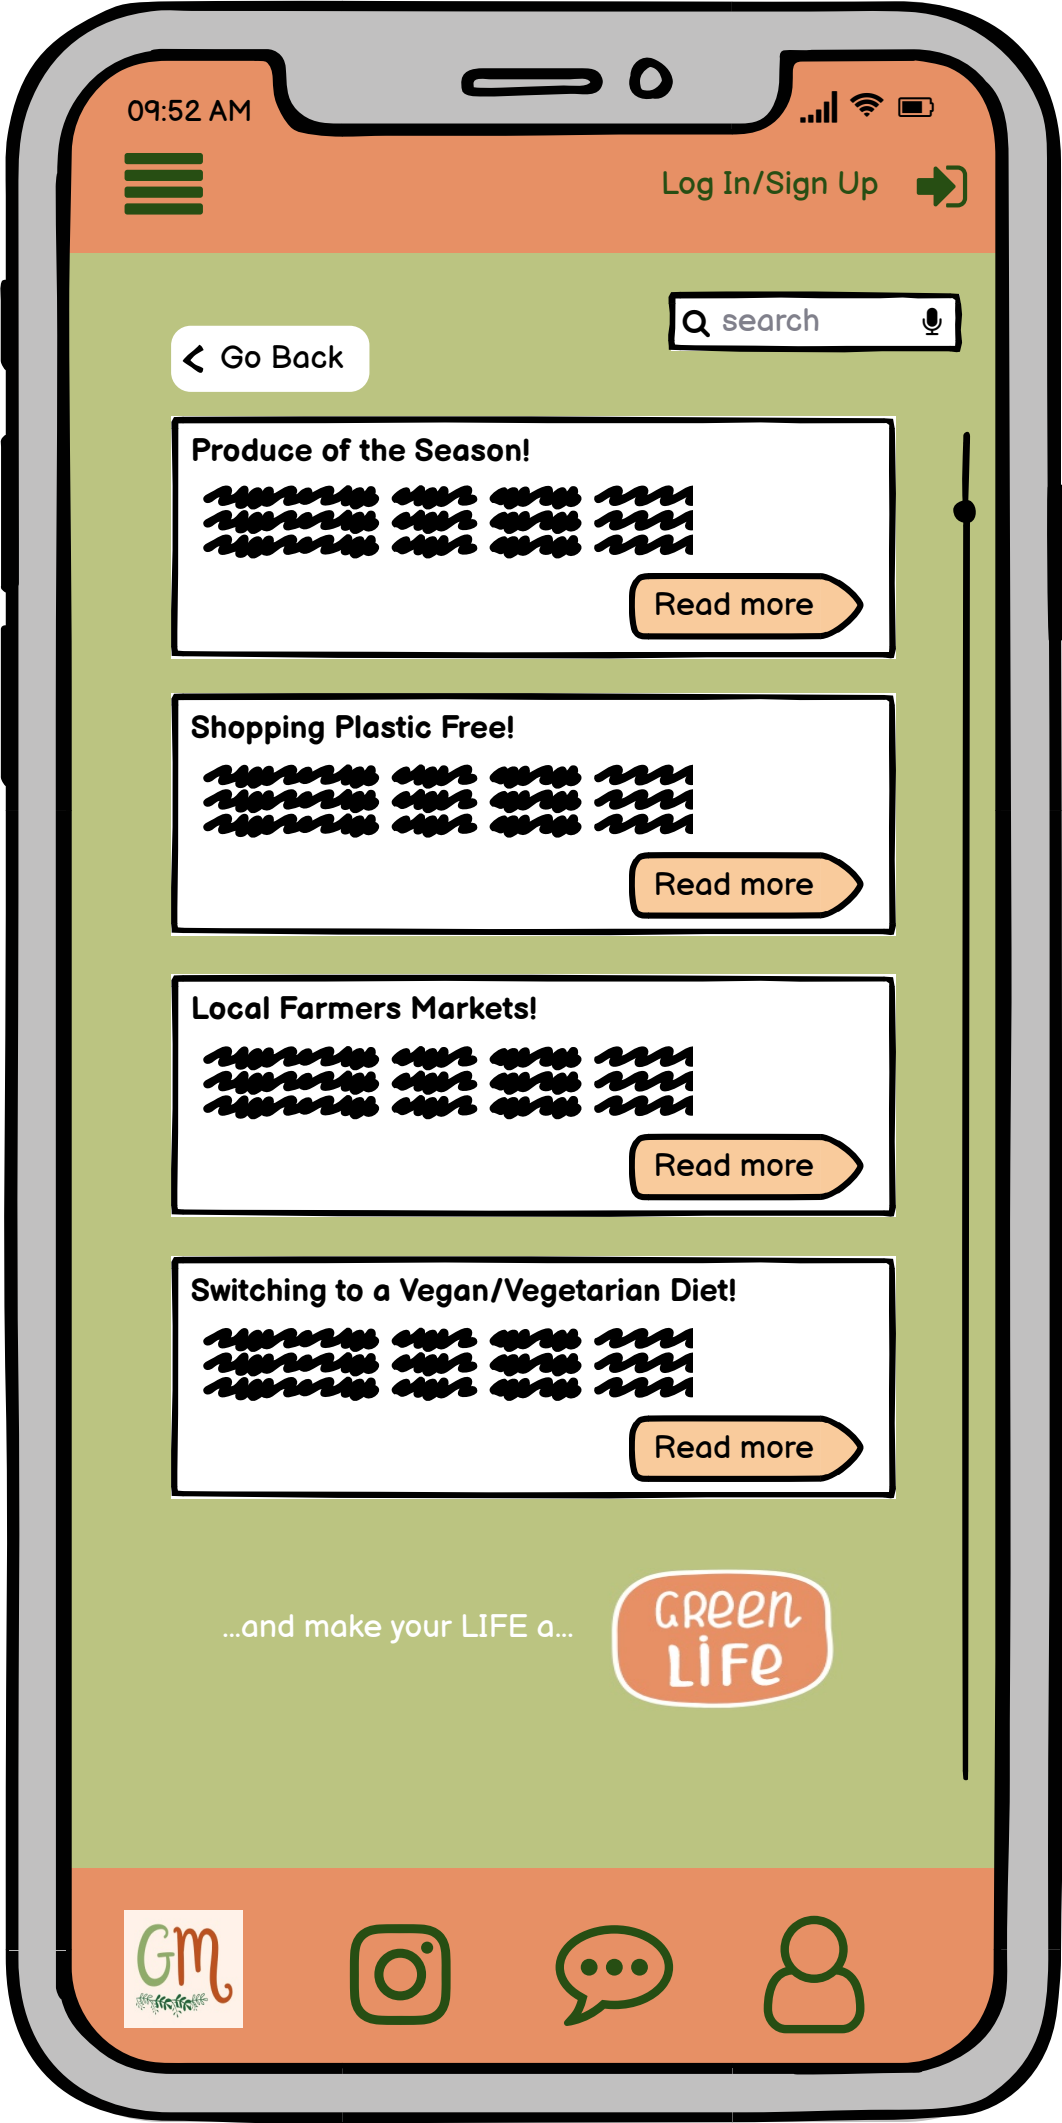 09:52 AM
Log In/Sign Up
search
Go Back
Produce of the Season!
Read more
Shopping Plastic Free!
Read more
Local Farmers Markets!
Read more
Switching to a Vegan/Vegetarian Diet!
Read more
...and make your LIFE a...
GReen
LiFe
GM